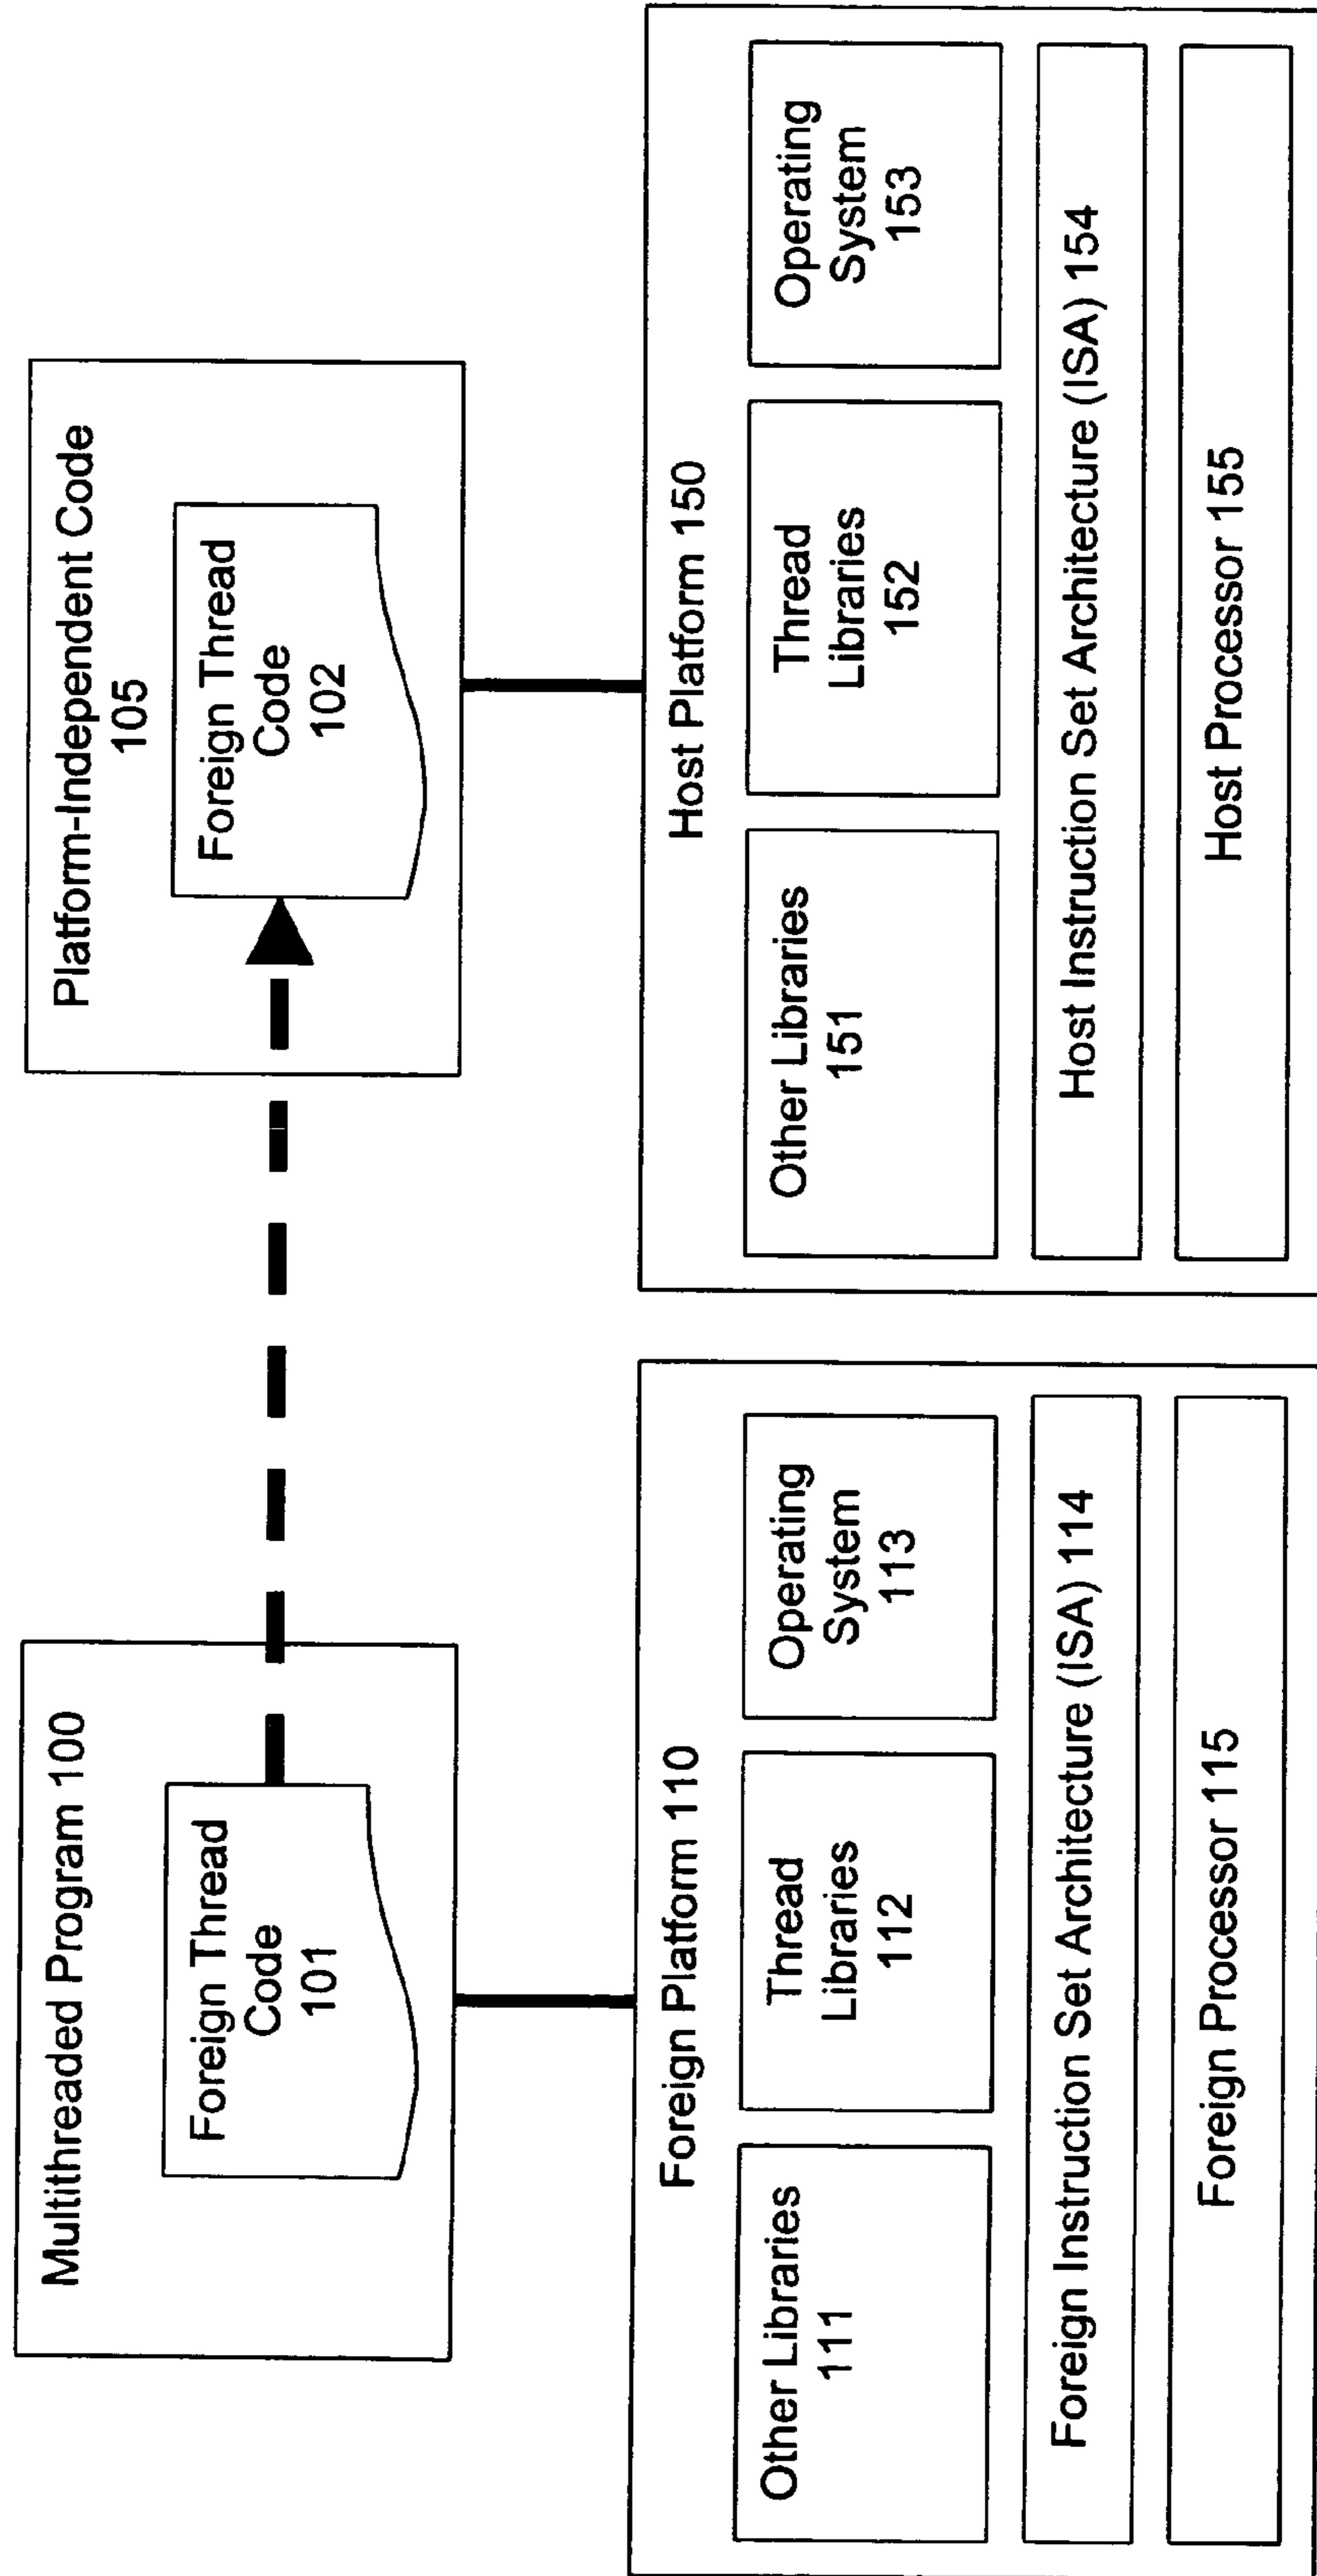 Multithreaded Program 100
Foreign Thread
Code
101
Platform-Independent Code
105
Foreign Thread
Code
102
Foreign Platform 110
Other Libraries
111
Thread
Libraries
112
Operating
System
113
Foreign Instruction Set Architecture (ISA) 114
Foreign Processor 115
Host Platform 150
Other Libraries
151
Thread
Libraries
152
Operating
System
153
Host Instruction Set Architecture (ISA) 154
Host Processor 155